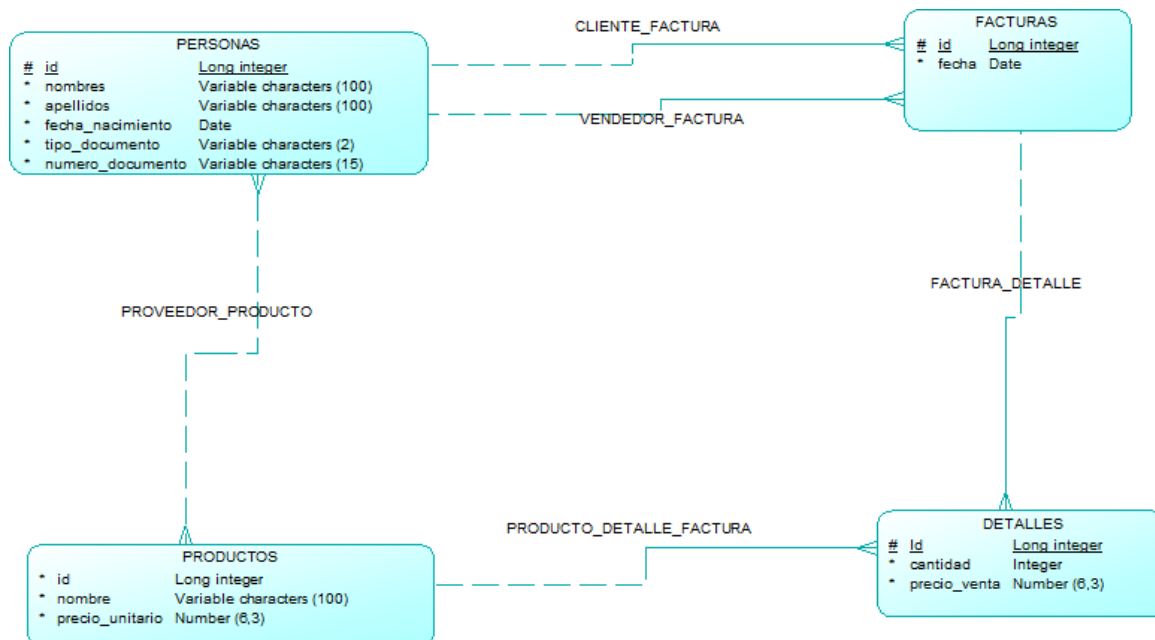 CLIENTE_FACTURA
FACTURAS
# id Long integer
* fecha Date
PERSONAS
# id Long integer
* nombres Variable characters (100)
* apellidos Variable characters (100)
* fecha_nacimiento Date
* tipo_documento Variable characters (2)
* numero_documento Variable characters (15)
VENDEDOR_FACTURA
FACTURA_DETALLE
PROVEEDOR_PRODUCTO
PRODUCTO_DETALLE_FACTURA
PRODUCTOS
* id Long integer
* nombre Variable characters (100)
* precio_unitario Number (6,3)
DETALLES
# Id Long integer
* cantidad Integer
* precio_venta Number (6,3)